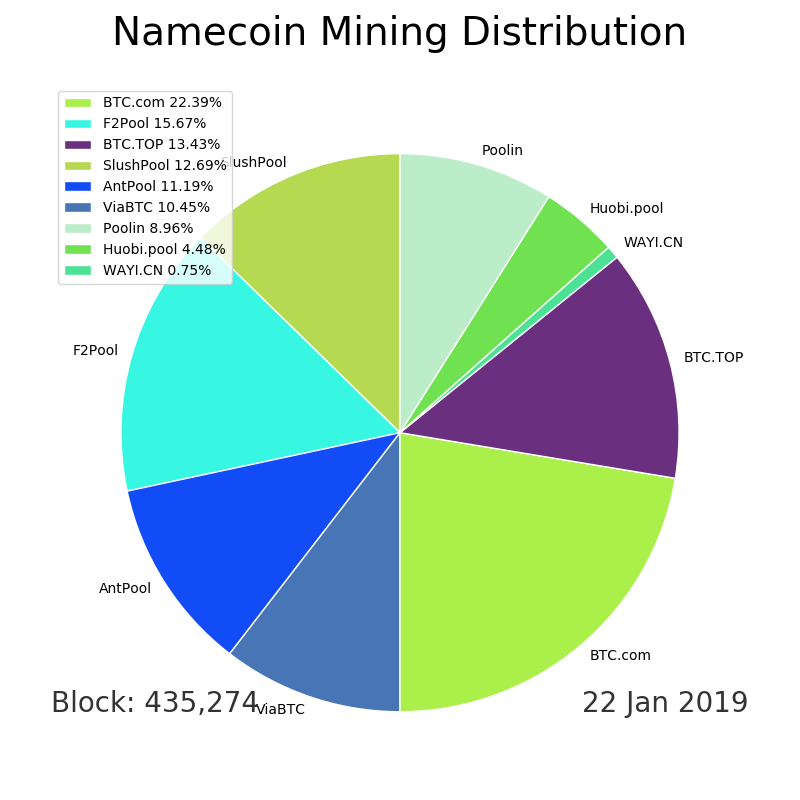 Namecoin Mining Distribution
BTC.com 22.39%
F2Pool 15.67%
BTC.TOP 13.43%
SlushPool 12.69%
AntPool 11.19%
ViaBTC 10.45%
Poolin 8.96%
Huobi.pool 4.48%
WAYI.CN 0.75%
Poolin
SlushPool
Huobi.pool
WAYI.CN
F2Pool
BTC.TOP
AntPool
BTC.com
ViaBTC
Block: 435,274
22 Jan 2019